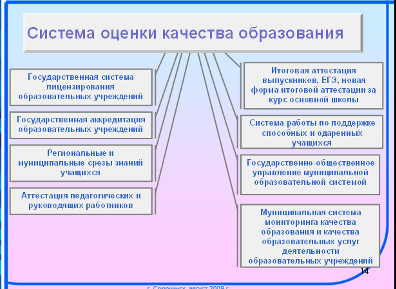 Система оценки качества образования
Государственная система
лицензирования
образовательных учреждений
Государственная аккредитация
образовательных учреждений
Региональные и
муниципальные срезы знаний
учащихся
Аттестация педагогических и
руководящих работников
Итоговая аттестация
выпускников, ЕГЭ, новая
форма итоговой аттестации за
курс основной школы
Система работы по поддержке
способных и одаренных
учащихся
Государственно-общественное
управление муниципальной
образовательной системой
Муниципальная система
мониторинга качества
образования и качества
образовательных услуг
деятельности
образовательных учреждений
14